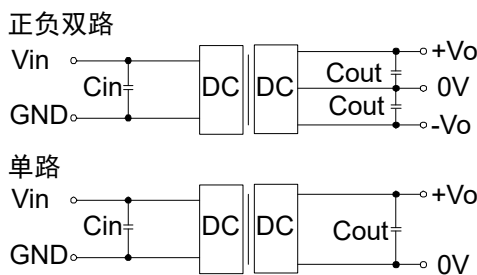 正负双路
Vin
Cin
GND
DC DC
Cout
Cout
+Vo
0V
-Vo
单路
Vin
Cin
GND
DC DC
Cout
+Vo
0V